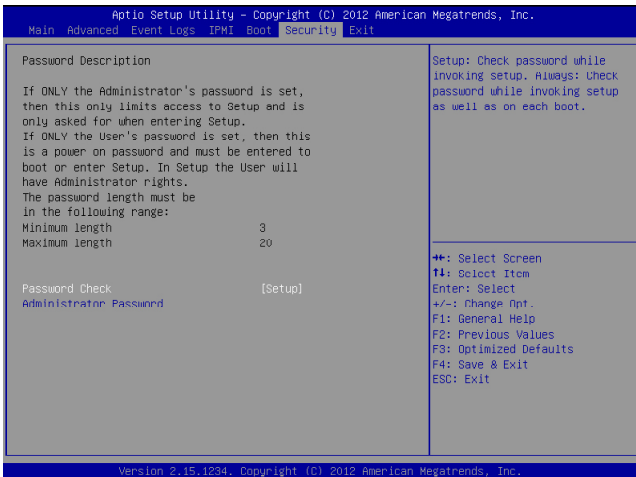 Aptio Setup Utility – Copyright (C) 2012 American Megatrends, Inc.
Main Advanced Event Logs IPMI Boot Security Exit
Password Description
If ONLY the Administrator's password is set,
then this only limits access to Setup and is
only asked for when entering Setup.
If ONLY the User's password is set, then this
is a power on password and must be entered to
boot or enter Setup. In Setup the User will
have Administrator rights.
The password length must be
in the following range:
Minimum length 3
Maximum length 20
Password Check [Setup]
Administrator Password
Setup: Check password while
invoking setup. Always: Check
password while invoking setup
as well as on each boot.
→←: Select Screen
↑↓: Select Item
Enter: Select
+/-: Change Opt.
F1: General Help
F2: Previous Values
F3: Optimized Defaults
F4: Save & Exit
ESC: Exit
Version 2.15.1234. Copyright (C) 2012 American Megatrends, Inc.